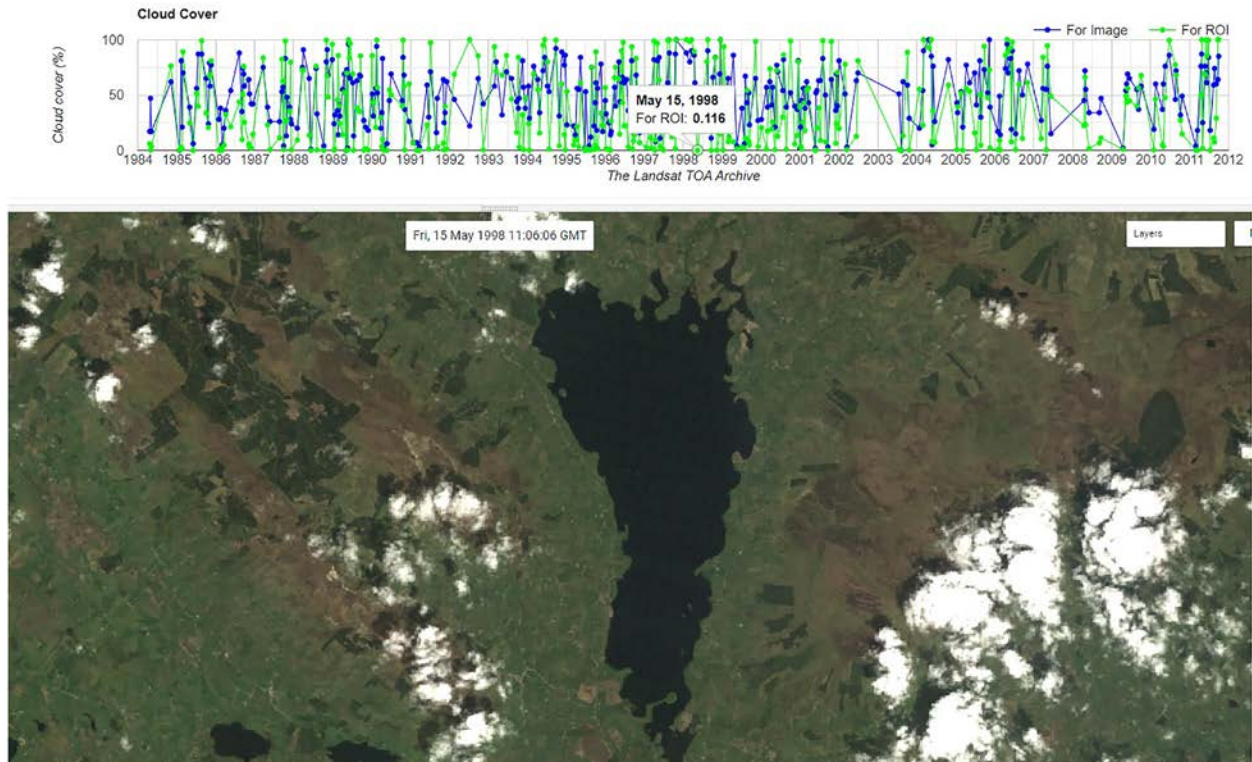 Cloud Cover
For Image For ROI
Cloud cover (%)
100
50
0
May 15, 1998
For ROI: 0.116
1984 1985 1986 1987 1988 1989 1990 1991 1992 1993 1994 1995 1996 1997 1998 1999 2000 2001 2002 2003 2004 2005 2006 2007 2008 2009 2010 2011 2012
The Landsat TOA Archive
Fri, 15 May 1998 11:06:06 GMT
Layers